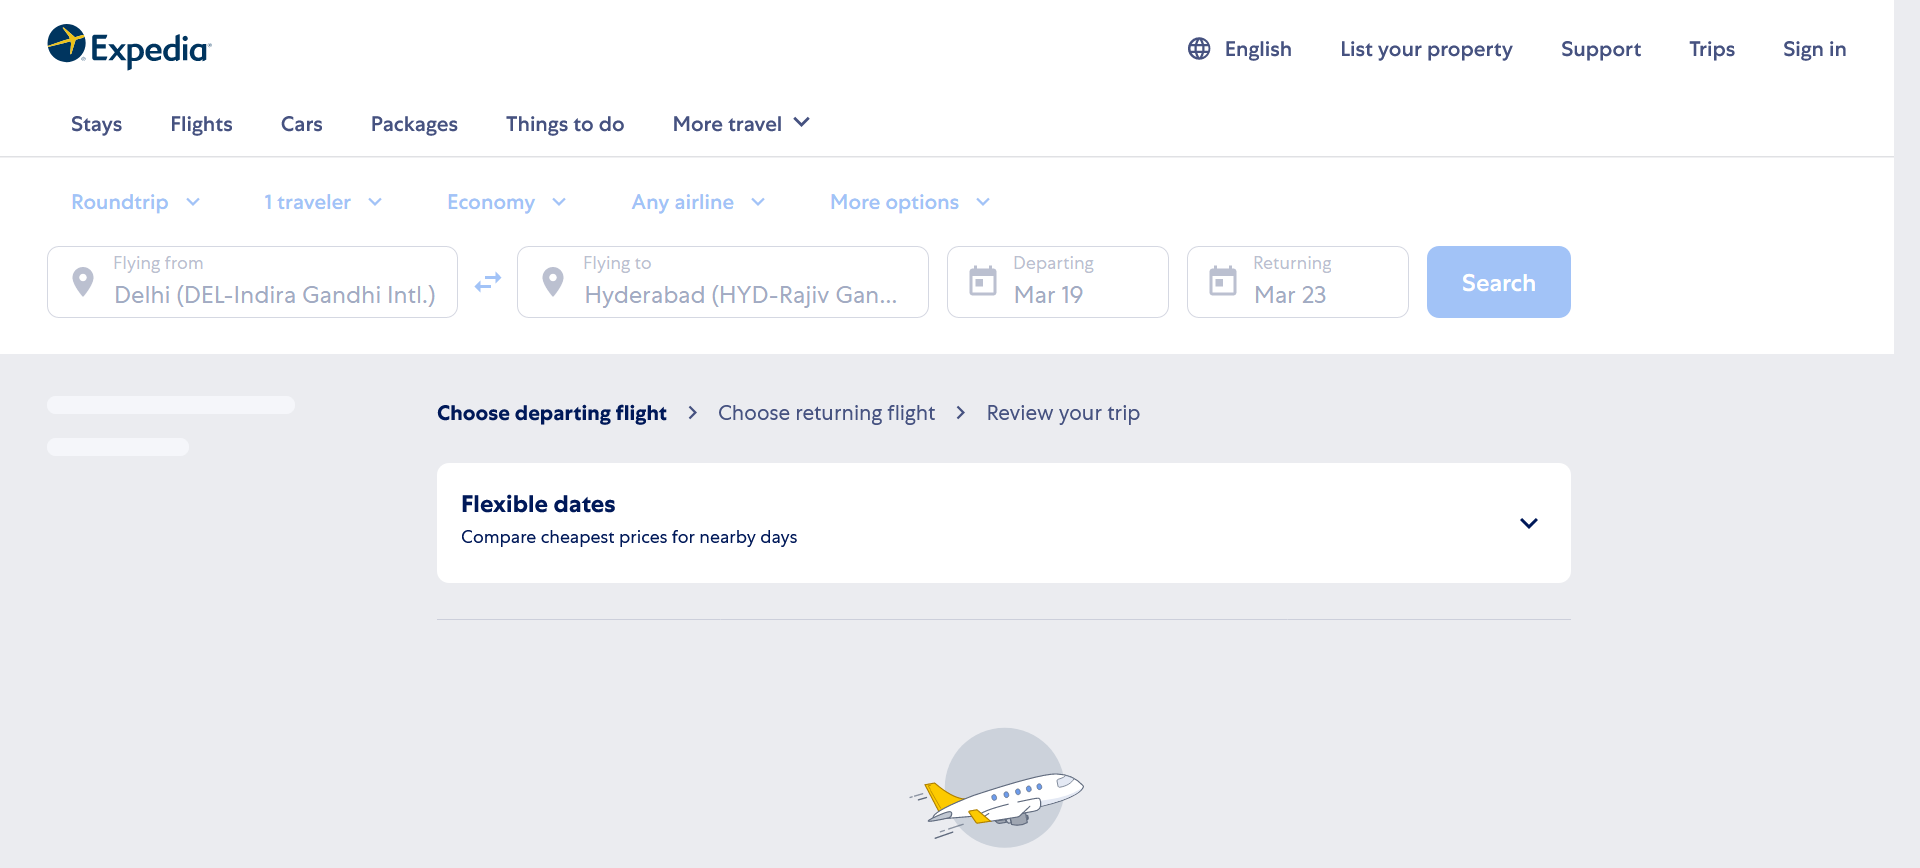 Expedia
English
List your property
Support
Trips
Sign in
Stays
Flights
Cars
Packages
Things to do
More travel
Roundtrip
1 traveler
Economy
Any airline
More options
Flying from
Delhi (DEL-Indira Gandhi Intl.)
Flying to
Hyderabad (HYD-Rajiv Gan...
Departing
Mar 19
Returning
Mar 23
Search
Choose departing flight
Choose returning flight
Review your trip
Flexible dates
Compare cheapest prices for nearby days